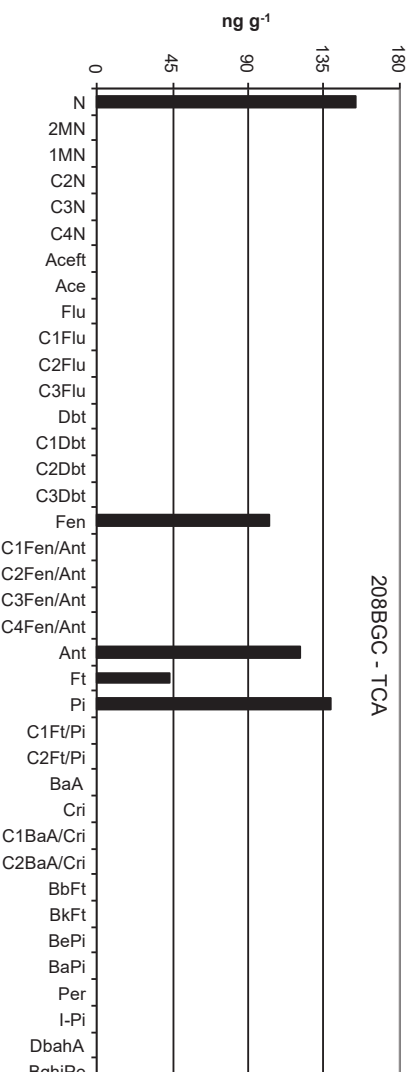 ng g-1
0
45
90
135
180
208BGC - TCA
N
2MN
1MN
C2N
C3N
C4N
Aceft
Ace
Flu
C1Flu
C2Flu
C3Flu
Dbt
C1Dbt
C2Dbt
C3Dbt
Fen
C1Fen/Ant
C2Fen/Ant
C3Fen/Ant
C4Fen/Ant
Ant
Ft
Pi
C1Ft/Pi
C2Ft/Pi
BaA
Cri
C1BaA/Cri
C2BaA/Cri
BbFt
BkFt
BePi
BaPi
Per
I-Pi
DbahA